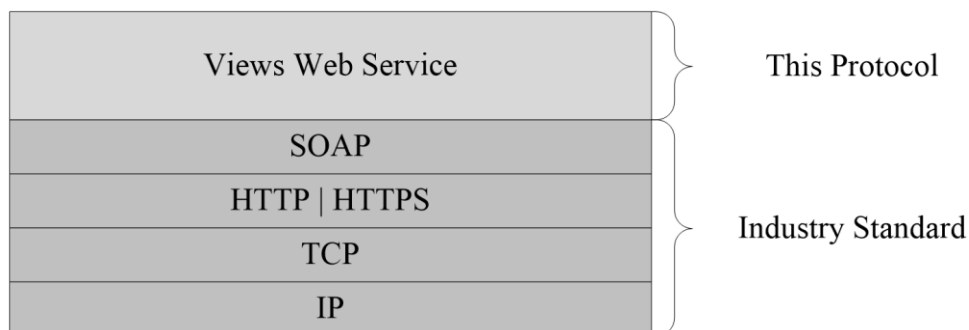 Views Web Service
This Protocol
SOAP
HTTP | HTTPS
TCP
IP
Industry Standard